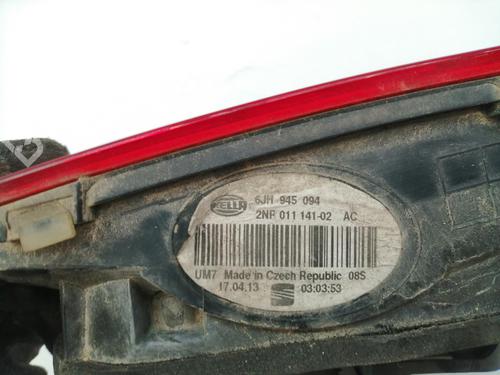 HELLA 6JH 945 094
2NR 011 141-02 AC
UM7 Made in Czech Republic 08S
17.04.13 03:03:53